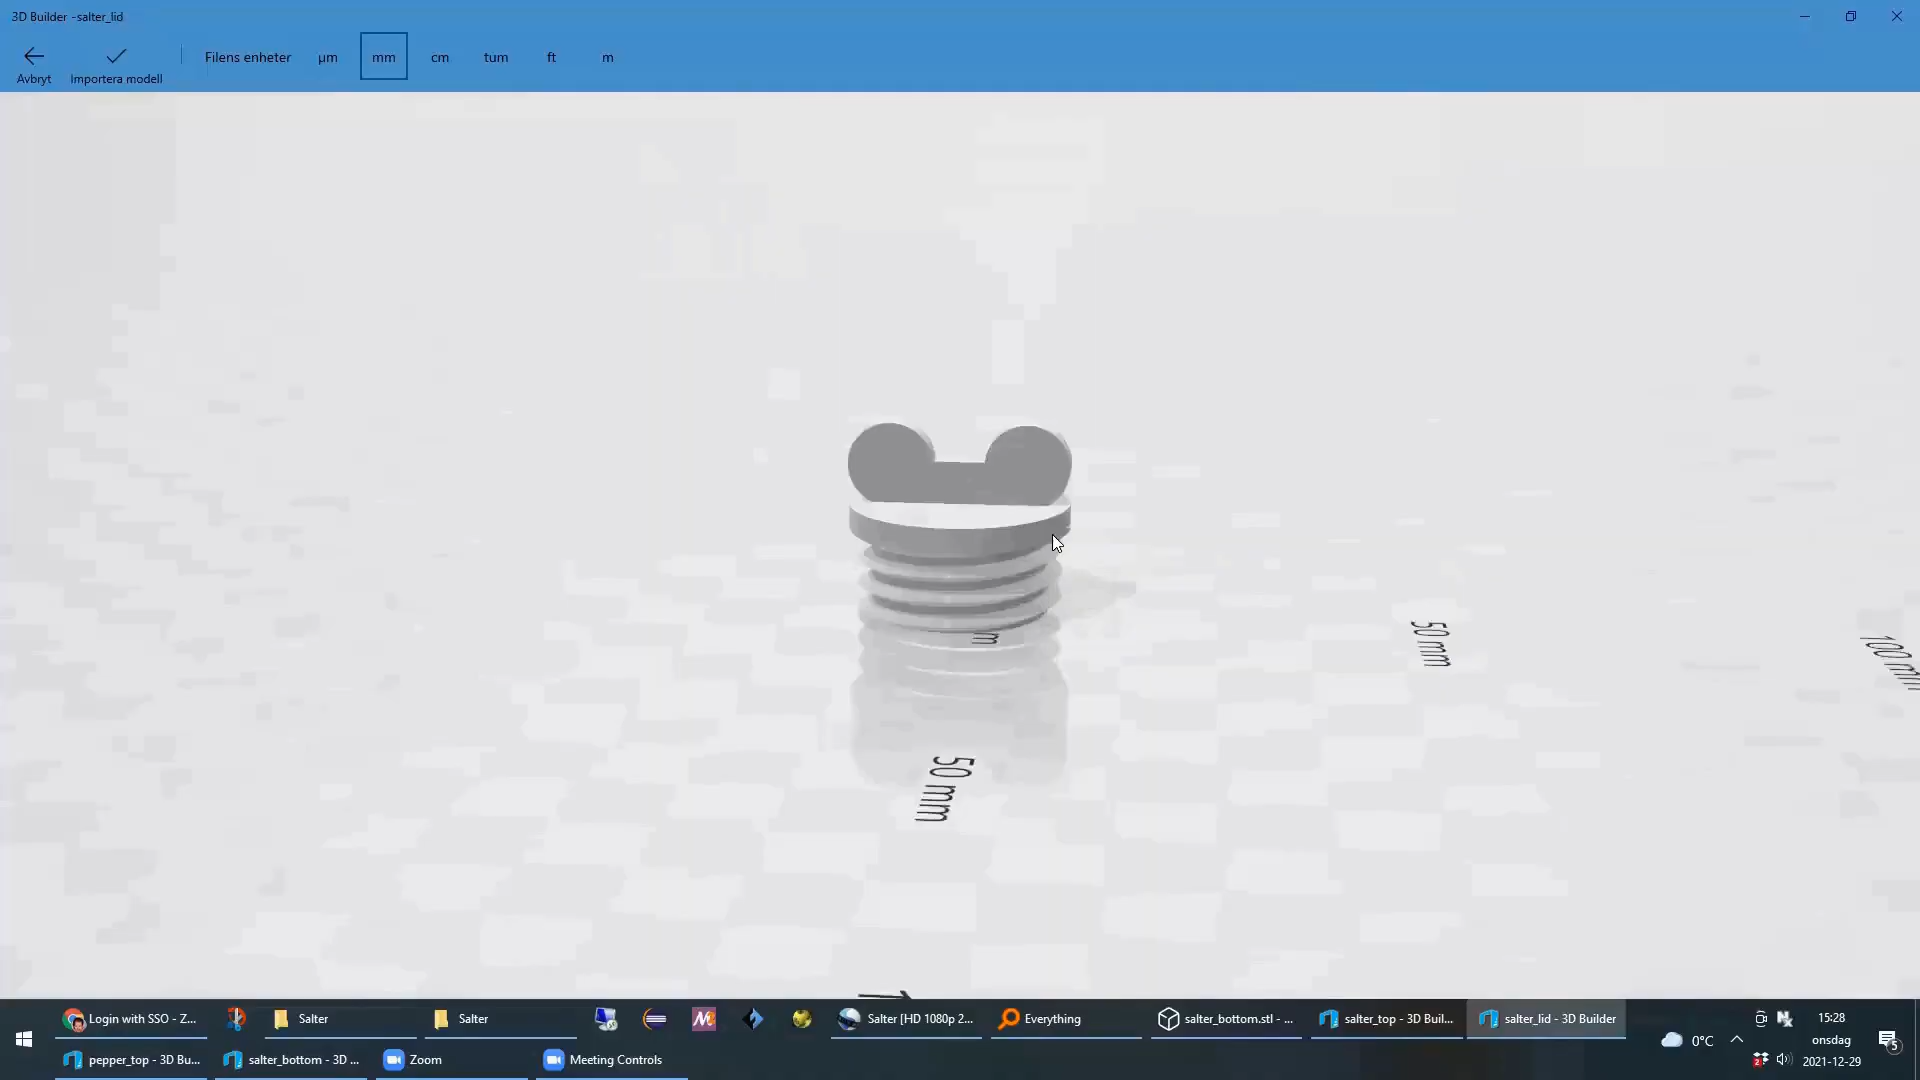 3D Builder -salter_lid
Avbryt
Importera modell
Filens enheter
µm
mm
cm
tum
ft
m
m
50 mm
50 mm
100 m
Login with SSO - Z...
Salter
Salter
Salter [HD 1080p 2...
Everything
salter_bottom.stl - ...
salter_top - 3D Buil...
salter_lid - 3D Builder
pepper_top - 3D Bu...
salter_bottom - 3D ...
Zoom
Meeting Controls
0°C
15:28
onsdag
2021-12-29
5